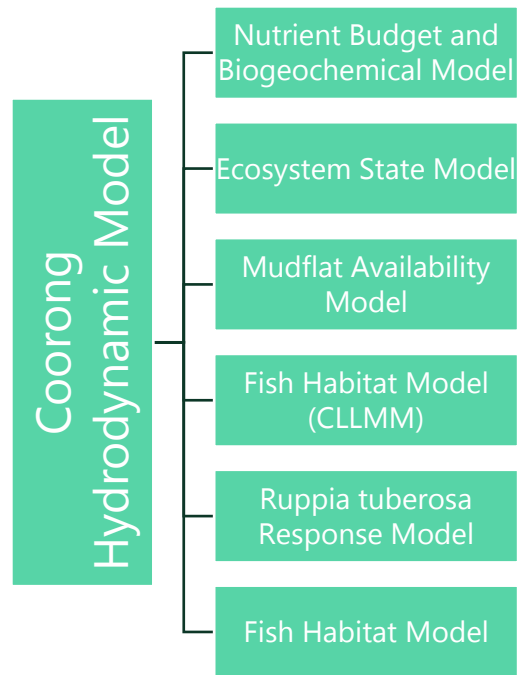 Coorong
Hydrodynamic Model
Nutrient Budget and
Biogeochemical Model
Ecosystem State Model
Mudflat Availability
Model
Fish Habitat Model
(CLLMM)
Ruppia tuberosa
Response Model
Fish Habitat Model